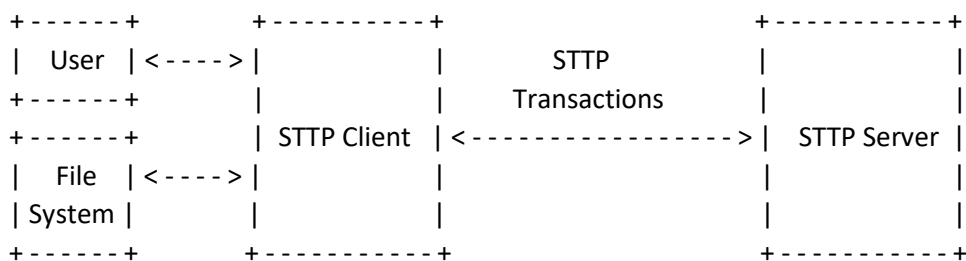 + - - - - - - + + - - - - - - - - - - + + - - - - - - - - - - - +
| User | < - - - - > | | STTP | |
+ - - - - - - + | | Transactions | |
+ - - - - - - + | STTP Client | < - - - - - - - - - - - - - - - - - - > | STTP Server |
| File | < - - - - > | | | |
| System | | | | |
+ - - - - - - + + - - - - - - - - - - - + + - - - - - - - - - - - +